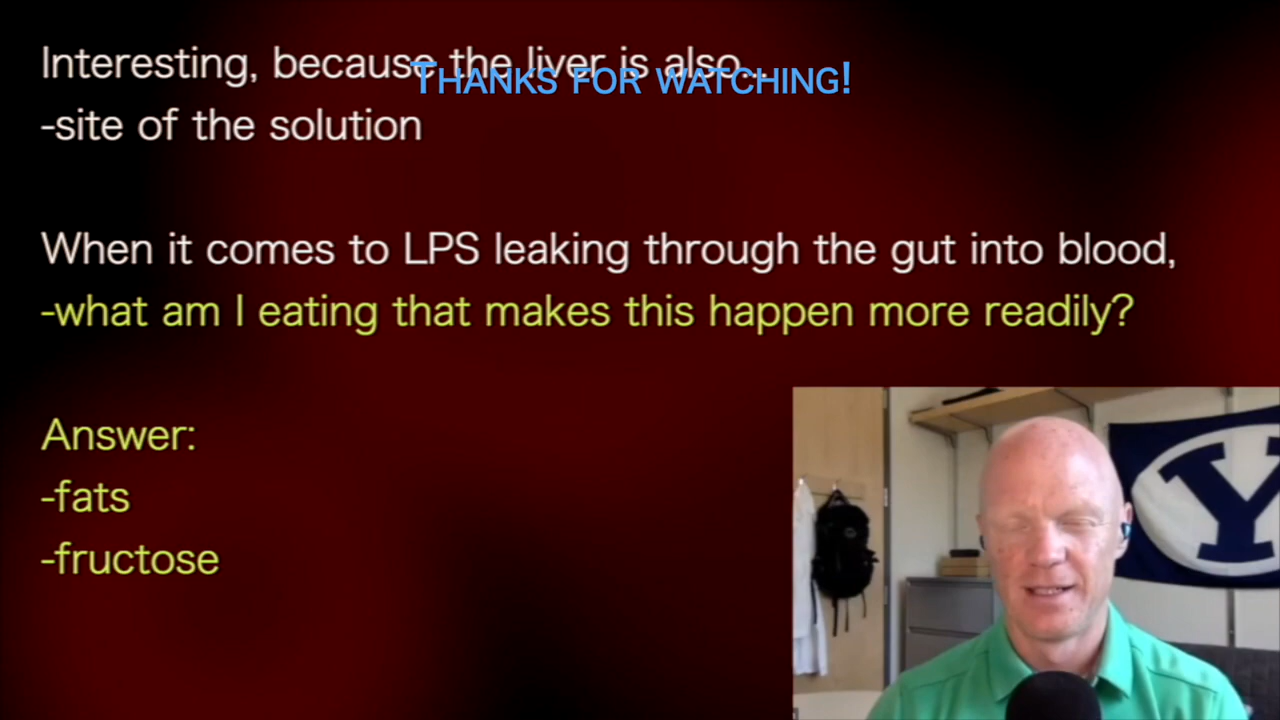 Interesting, because the liver is also...
THANKS FOR WATCHING!
-site of the solution
When it comes to LPS leaking through the gut into blood,
-what am I eating that makes this happen more readily?
Answer:
-fats
-fructose
Y